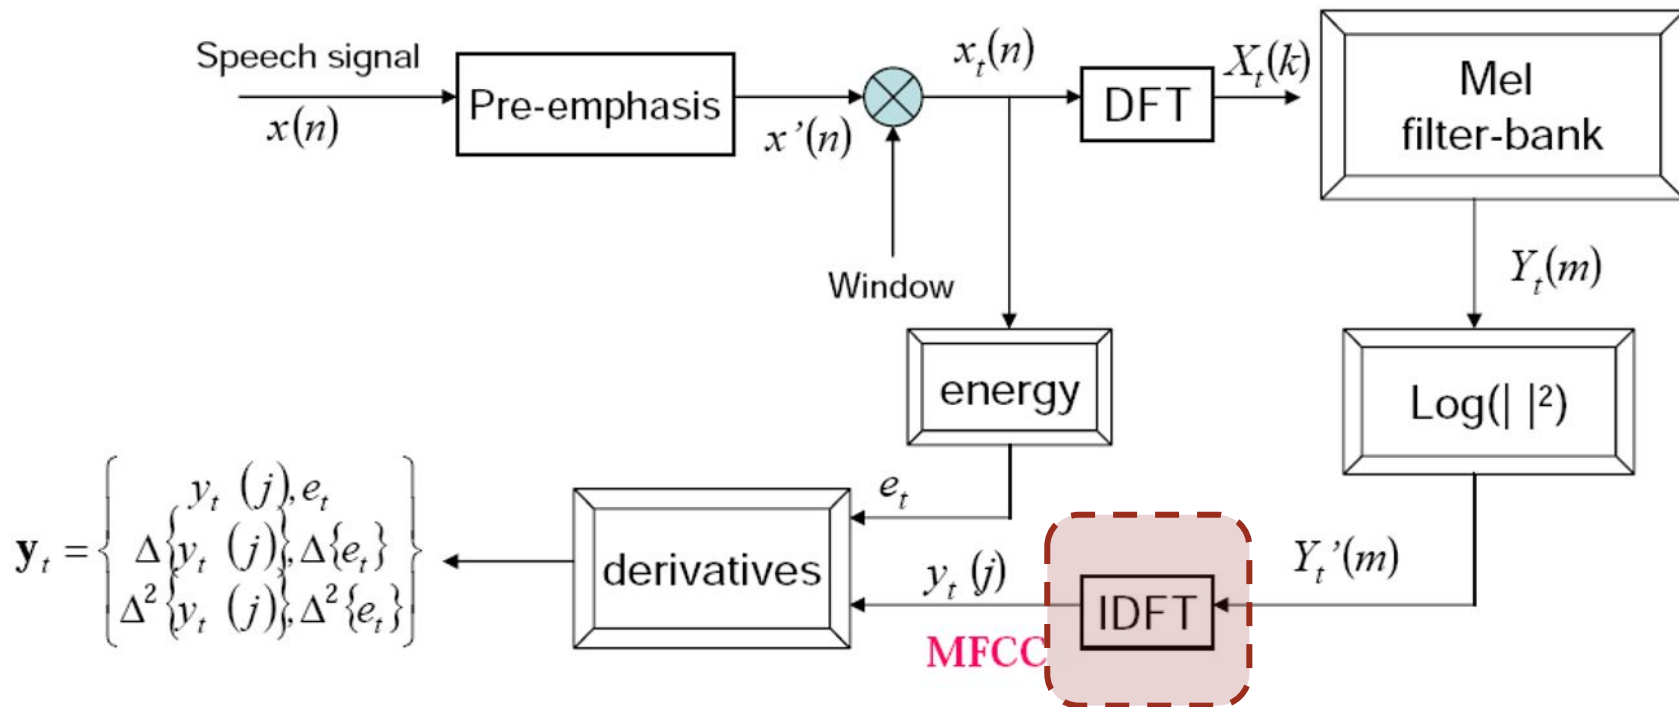 Speech signal
x(n)
Pre-emphasis
x’(n)
Window
x_t(n)
DFT
X_t(k)
Mel
filter-bank
Y_t(m)
Log(| |²)
Y_t’(m)
IDFT
y_t (j)
MFCC
energy
e_t
derivatives
y_t = { y_t (j), e_t
Δ{y_t (j)}, Δ{e_t}
Δ²{y_t (j)}, Δ²{e_t} }